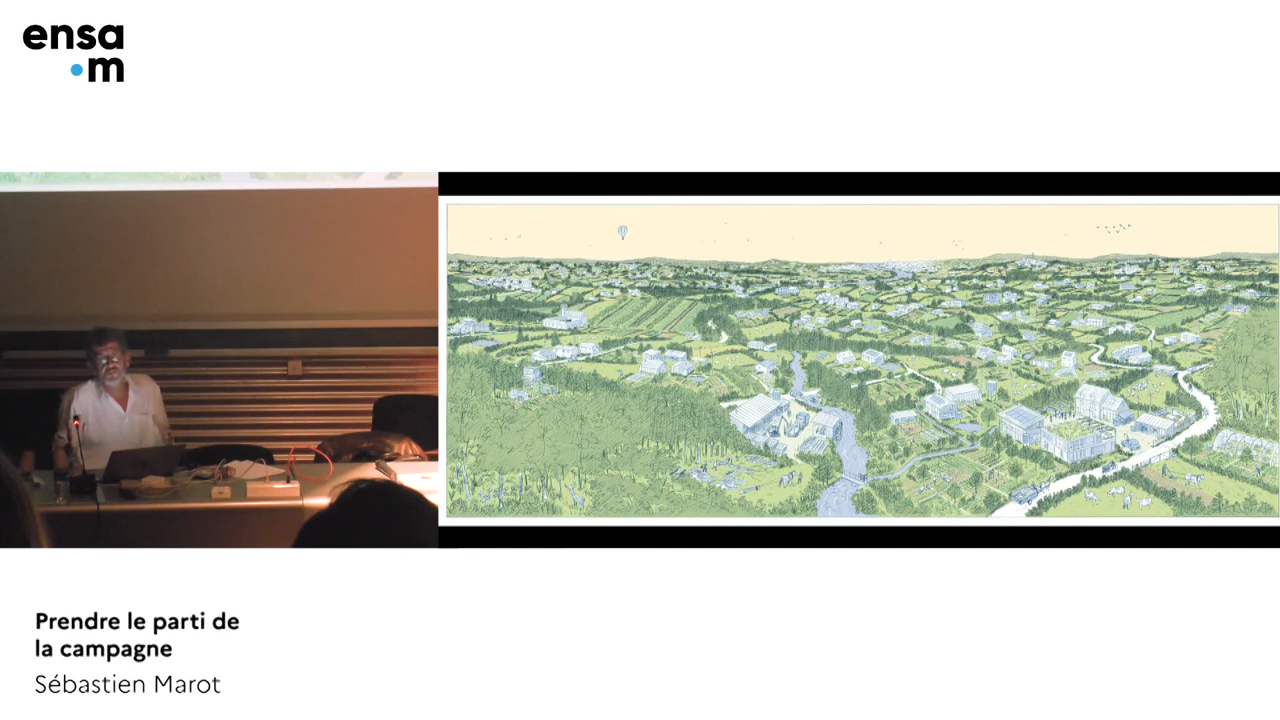 ensa
•m
Prendre le parti de
la campagne
Sébastien Marot